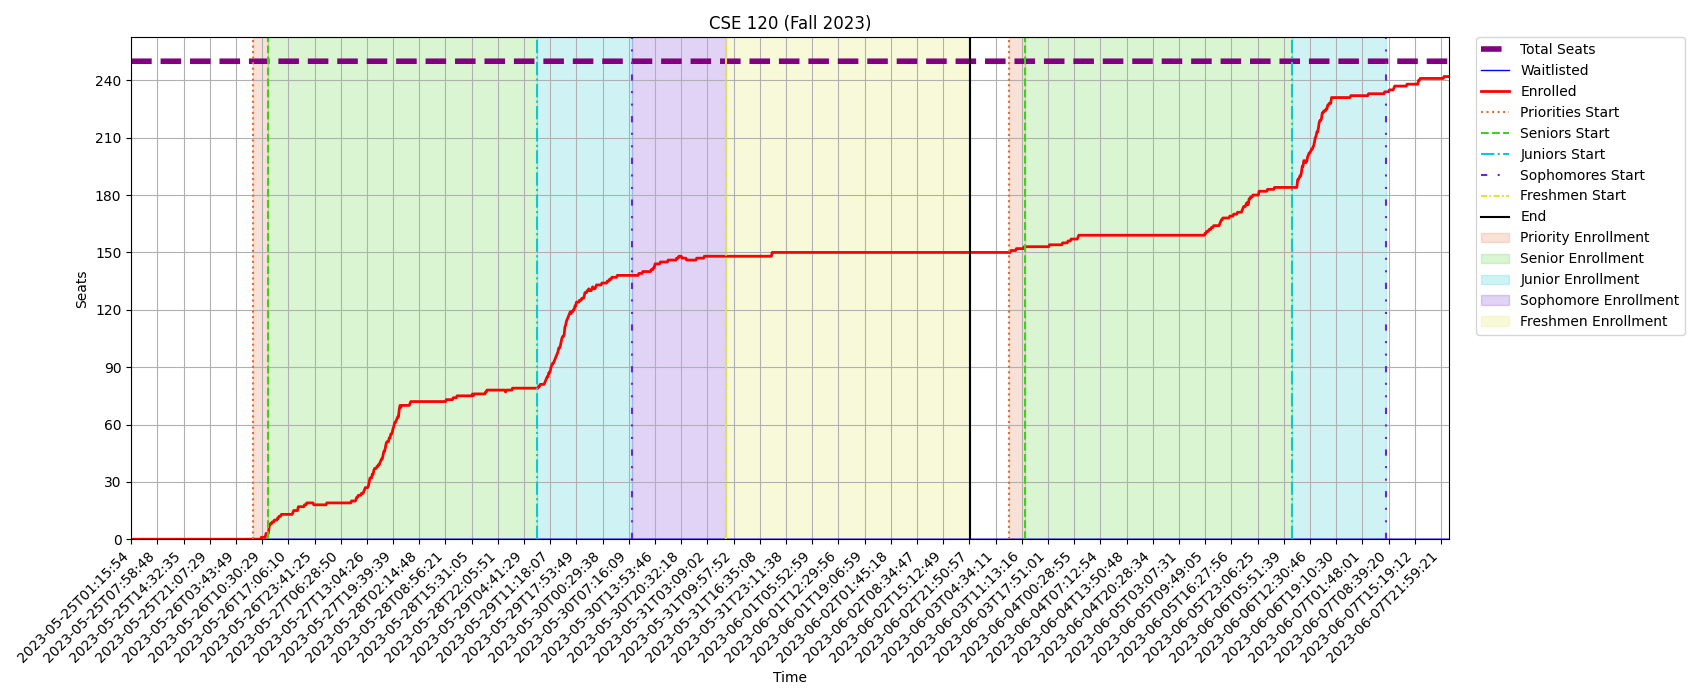 CSE 120 (Fall 2023)
Seats
240
210
180
150
120
90
60
30
0
2023-05-25T01:15:54
2023-05-25T07:58:48
2023-05-25T14:32:35
2023-05-25T21:07:29
2023-05-26T03:43:49
2023-05-26T10:30:29
2023-05-26T17:06:10
2023-05-26T23:41:25
2023-05-27T06:28:50
2023-05-27T13:04:26
2023-05-27T19:39:39
2023-05-28T02:14:48
2023-05-28T08:56:21
2023-05-28T15:31:05
2023-05-28T22:05:51
2023-05-29T04:41:29
2023-05-29T11:18:07
2023-05-29T17:53:49
2023-05-30T00:29:38
2023-05-30T07:16:09
2023-05-30T13:53:46
2023-05-30T20:32:18
2023-05-31T03:09:02
2023-05-31T09:57:52
2023-05-31T16:35:08
2023-05-31T23:11:38
2023-06-01T05:52:59
2023-06-01T12:29:56
2023-06-01T19:06:59
2023-06-02T01:45:18
2023-06-02T08:34:47
2023-06-02T15:12:49
2023-06-02T21:50:57
2023-06-03T04:34:11
2023-06-03T11:13:16
2023-06-03T17:51:01
2023-06-04T00:28:55
2023-06-04T07:12:54
2023-06-04T13:50:48
2023-06-04T20:28:34
2023-06-05T03:07:31
2023-06-05T09:49:05
2023-06-05T16:27:56
2023-06-05T23:06:25
2023-06-06T05:51:39
2023-06-06T12:30:46
2023-06-06T19:10:30
2023-06-07T01:48:01
2023-06-07T08:39:20
2023-06-07T15:19:12
2023-06-07T21:59:21
Time
Total Seats
Waitlisted
Enrolled
Priorities Start
Seniors Start
Juniors Start
Sophomores Start
Freshmen Start
End
Priority Enrollment
Senior Enrollment
Junior Enrollment
Sophomore Enrollment
Freshmen Enrollment